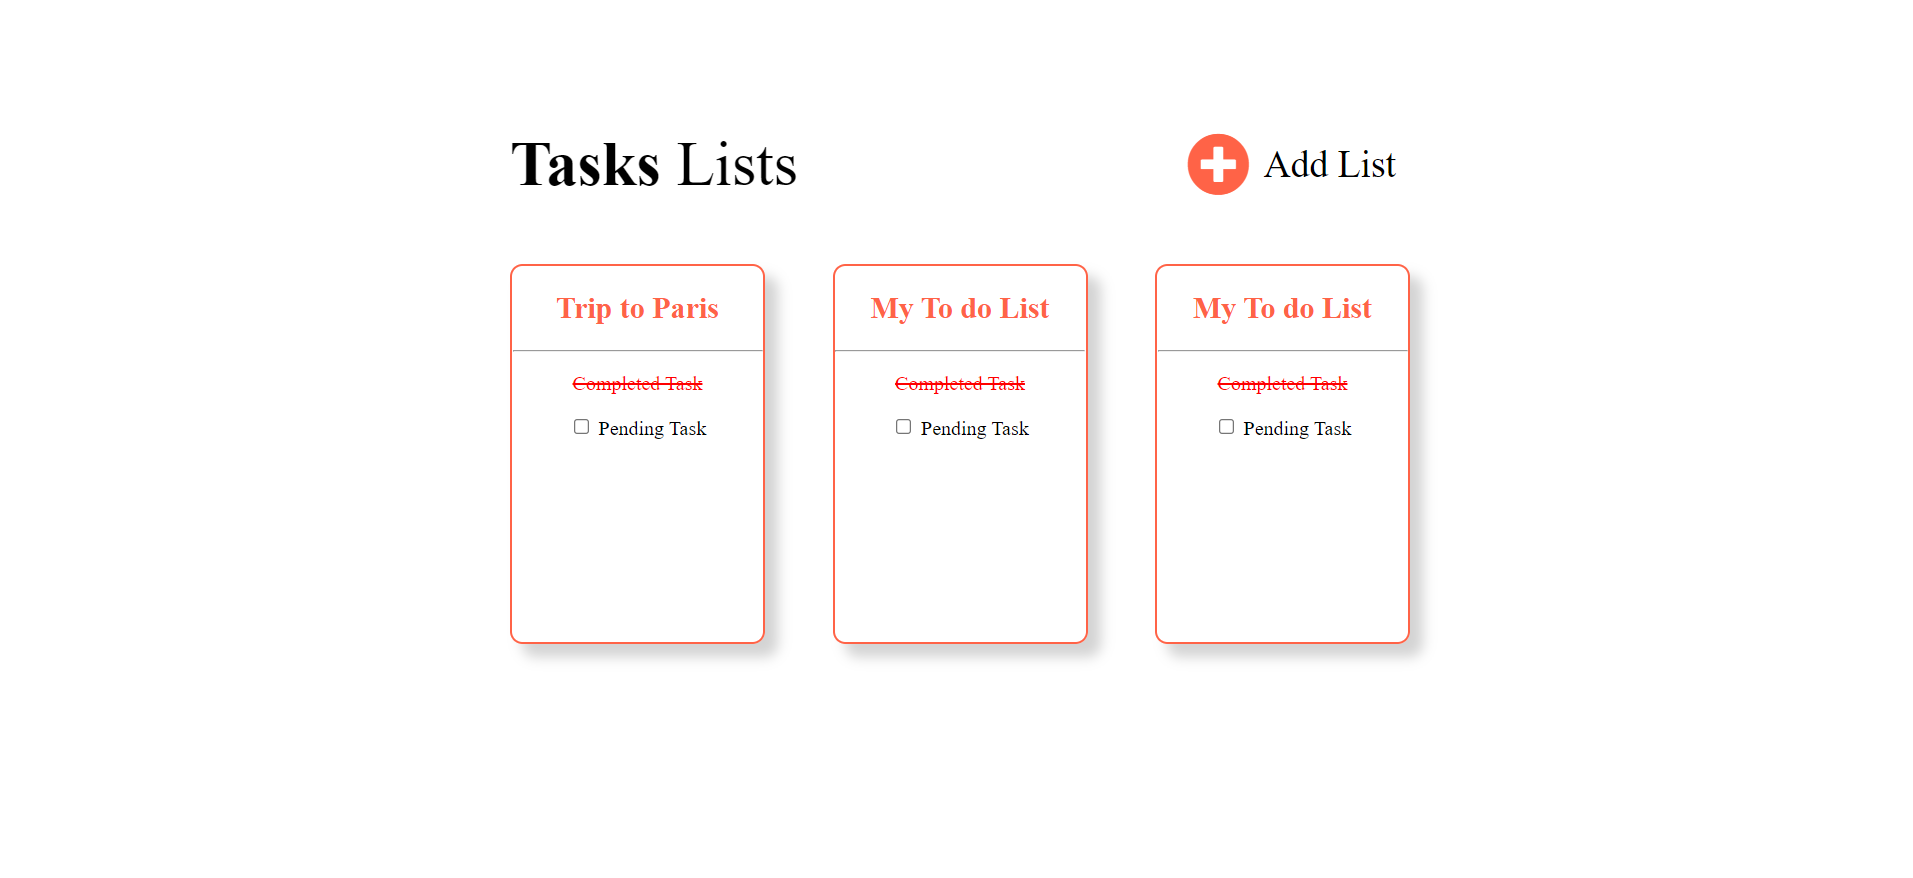 Tasks Lists
Add List
Trip to Paris
Completed Task
Pending Task
My To do List
Completed Task
Pending Task
My To do List
Completed Task
Pending Task